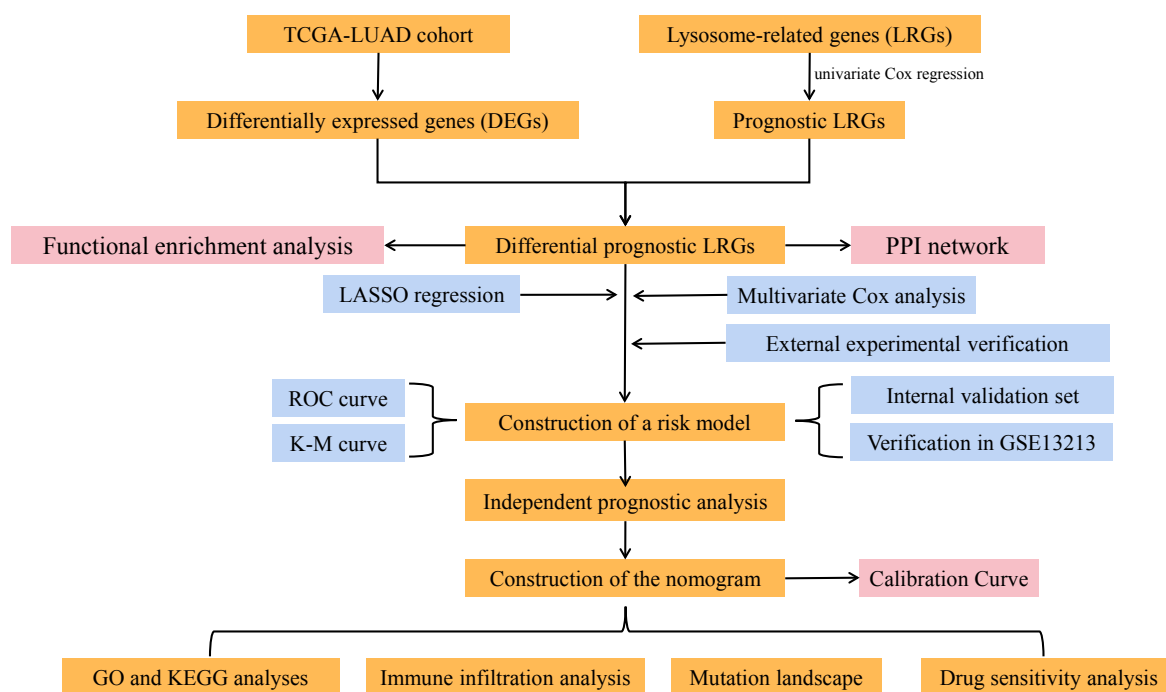 TCGA-LUAD cohort
Lysosome-related genes (LRGs)
univariate Cox regression
Differentially expressed genes (DEGs)
Prognostic LRGs
Functional enrichment analysis
Differential prognostic LRGs
PPI network
LASSO regression
Multivariate Cox analysis
External experimental verification
ROC curve
Internal validation set
Construction of a risk model
K-M curve
Verification in GSE13213
Independent prognostic analysis
Construction of the nomogram
Calibration Curve
GO and KEGG analyses
Immune infiltration analysis
Mutation landscape
Drug sensitivity analysis